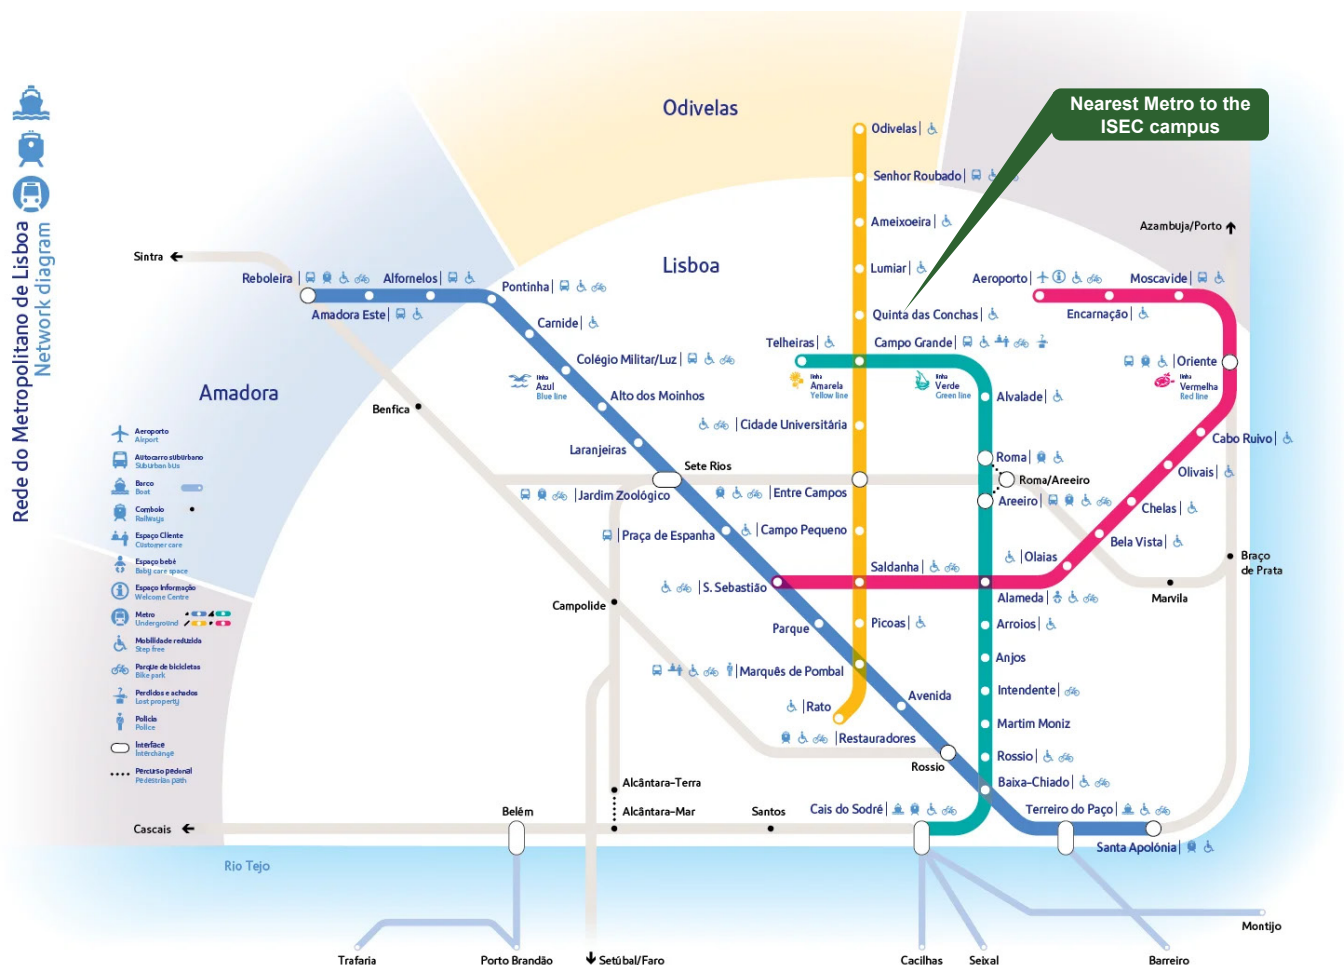 Rede do Metropolitano de Lisboa
Network diagram
Nearest Metro to the
ISEC campus
Odivelas
Lisboa
Amadora
Odivelas
Senhor Roubado
Ameixoeira
Lumiar
Quinta das Conchas
Campo Grande
Telheiras
Cidade Universitária
Entre Campos
Campo Pequeno
Saldanha
Picoas
Marquês de Pombal
Rato
linha
Amarela
Yellow line
linha
Verde
Green line
linha
Azul
Blue line
linha
Vermelha
Red line
Azambuja/Porto
Aeroporto
Moscavide
Encarnação
Oriente
Cabo Ruivo
Olivais
Chelas
Bela Vista
Olaias
Alameda
Alvalade
Roma
Roma/Areeiro
Areeiro
Arroios
Anjos
Intendente
Martim Moniz
Rossio
Baixa-Chiado
Cais do Sodré
Terreiro do Paço
Santa Apolónia
Braço
de Prata
Marvila
Sintra
Reboleira
Alfornelos
Amadora Este
Pontinha
Carnide
Colégio Militar/Luz
Alto dos Moinhos
Laranjeiras
Sete Rios
Jardim Zoológico
Praça de Espanha
S. Sebastião
Parque
Avenida
Restauradores
Rossio
Benfica
Campolide
Alcântara-Terra
Alcântara-Mar
Santos
Belém
Cascais
Rio Tejo
Trafaria
Porto Brandão
Setúbal/Faro
Cacilhas
Seixal
Barreiro
Montijo
Aeroporto
Airport
Autocarro suburbano
Suburban bus
Barco
Boat
Comboio
Railways
Espaço Cliente
Customer care
Espaço bebé
Baby care space
Espaço Informação
Welcome Centre
Metro
Underground
Mobilidade reduzida
Step free
Parque de bicicletas
Bike park
Perdidos e achados
Lost property
Polícia
Police
Interface
Interchange
Percurso pedonal
Pedestrian path